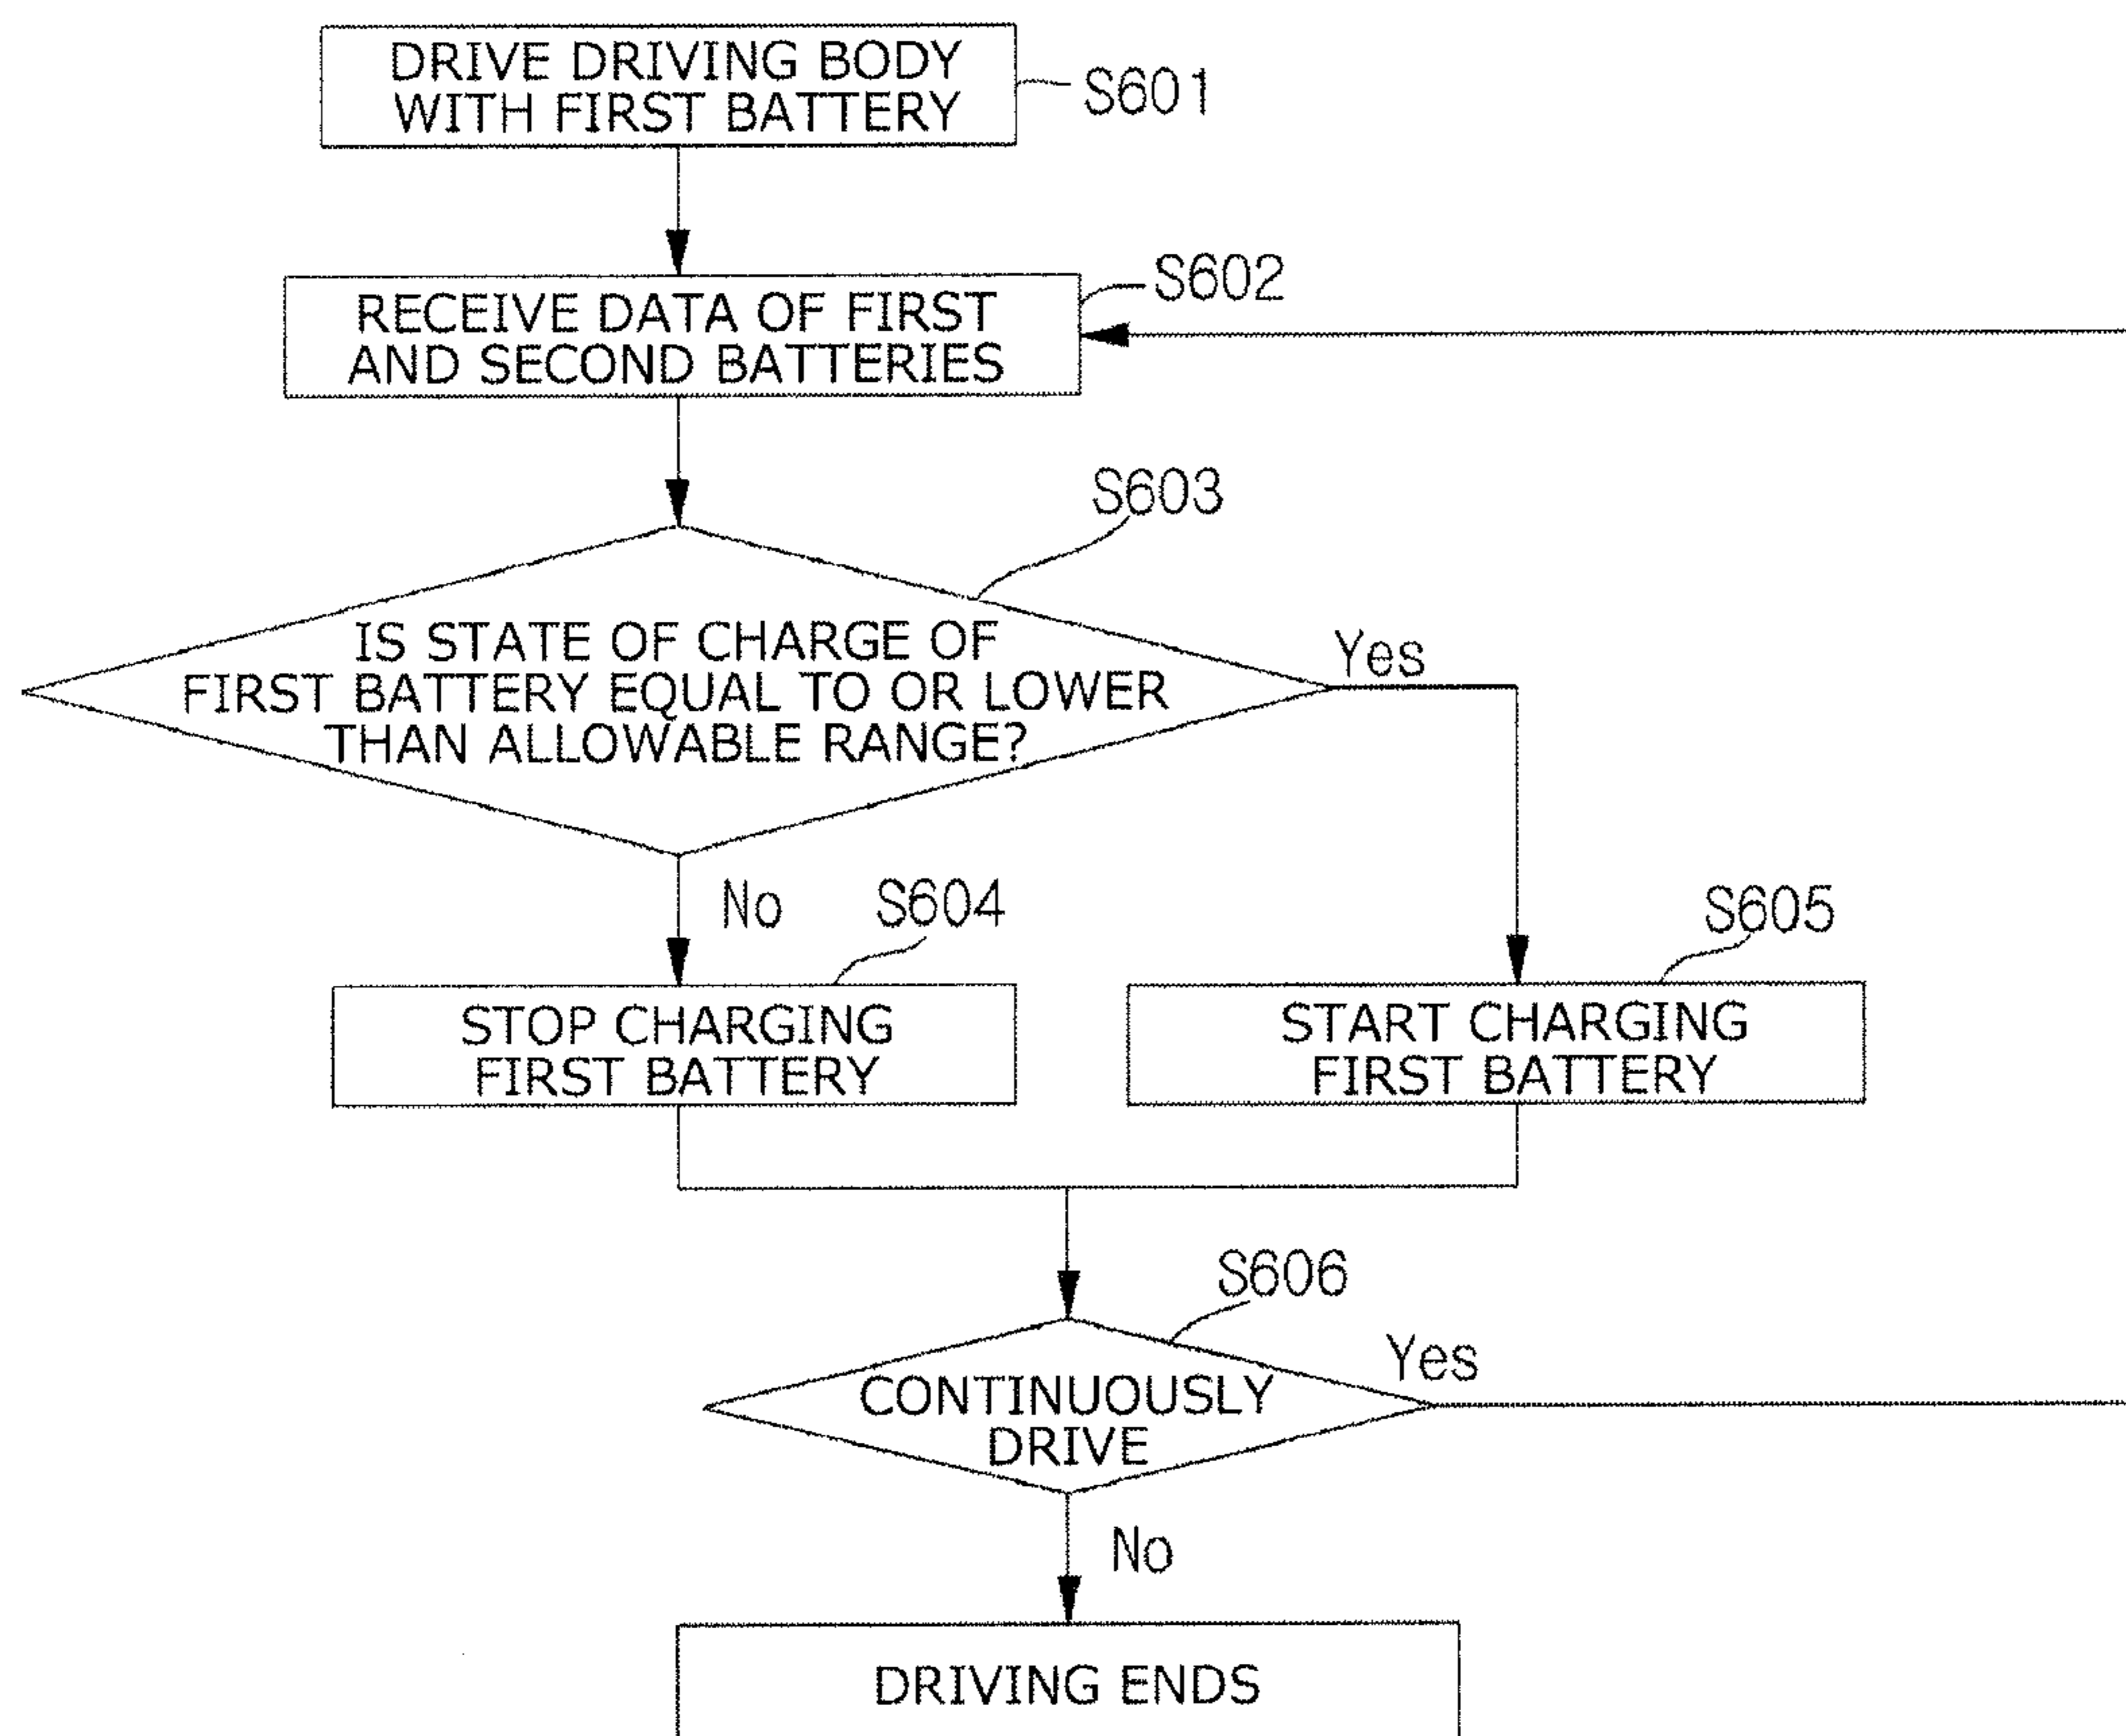 DRIVE DRIVING BODY
WITH FIRST BATTERY
S601
S602
RECEIVE DATA OF FIRST
AND SECOND BATTERIES
S603
IS STATE OF CHARGE OF
FIRST BATTERY EQUAL TO OR LOWER
THAN ALLOWABLE RANGE?
Yes
No
S604
S605
STOP CHARGING
FIRST BATTERY
START CHARGING
FIRST BATTERY
S606
Yes
CONTINUOUSLY
DRIVE
No
DRIVING ENDS